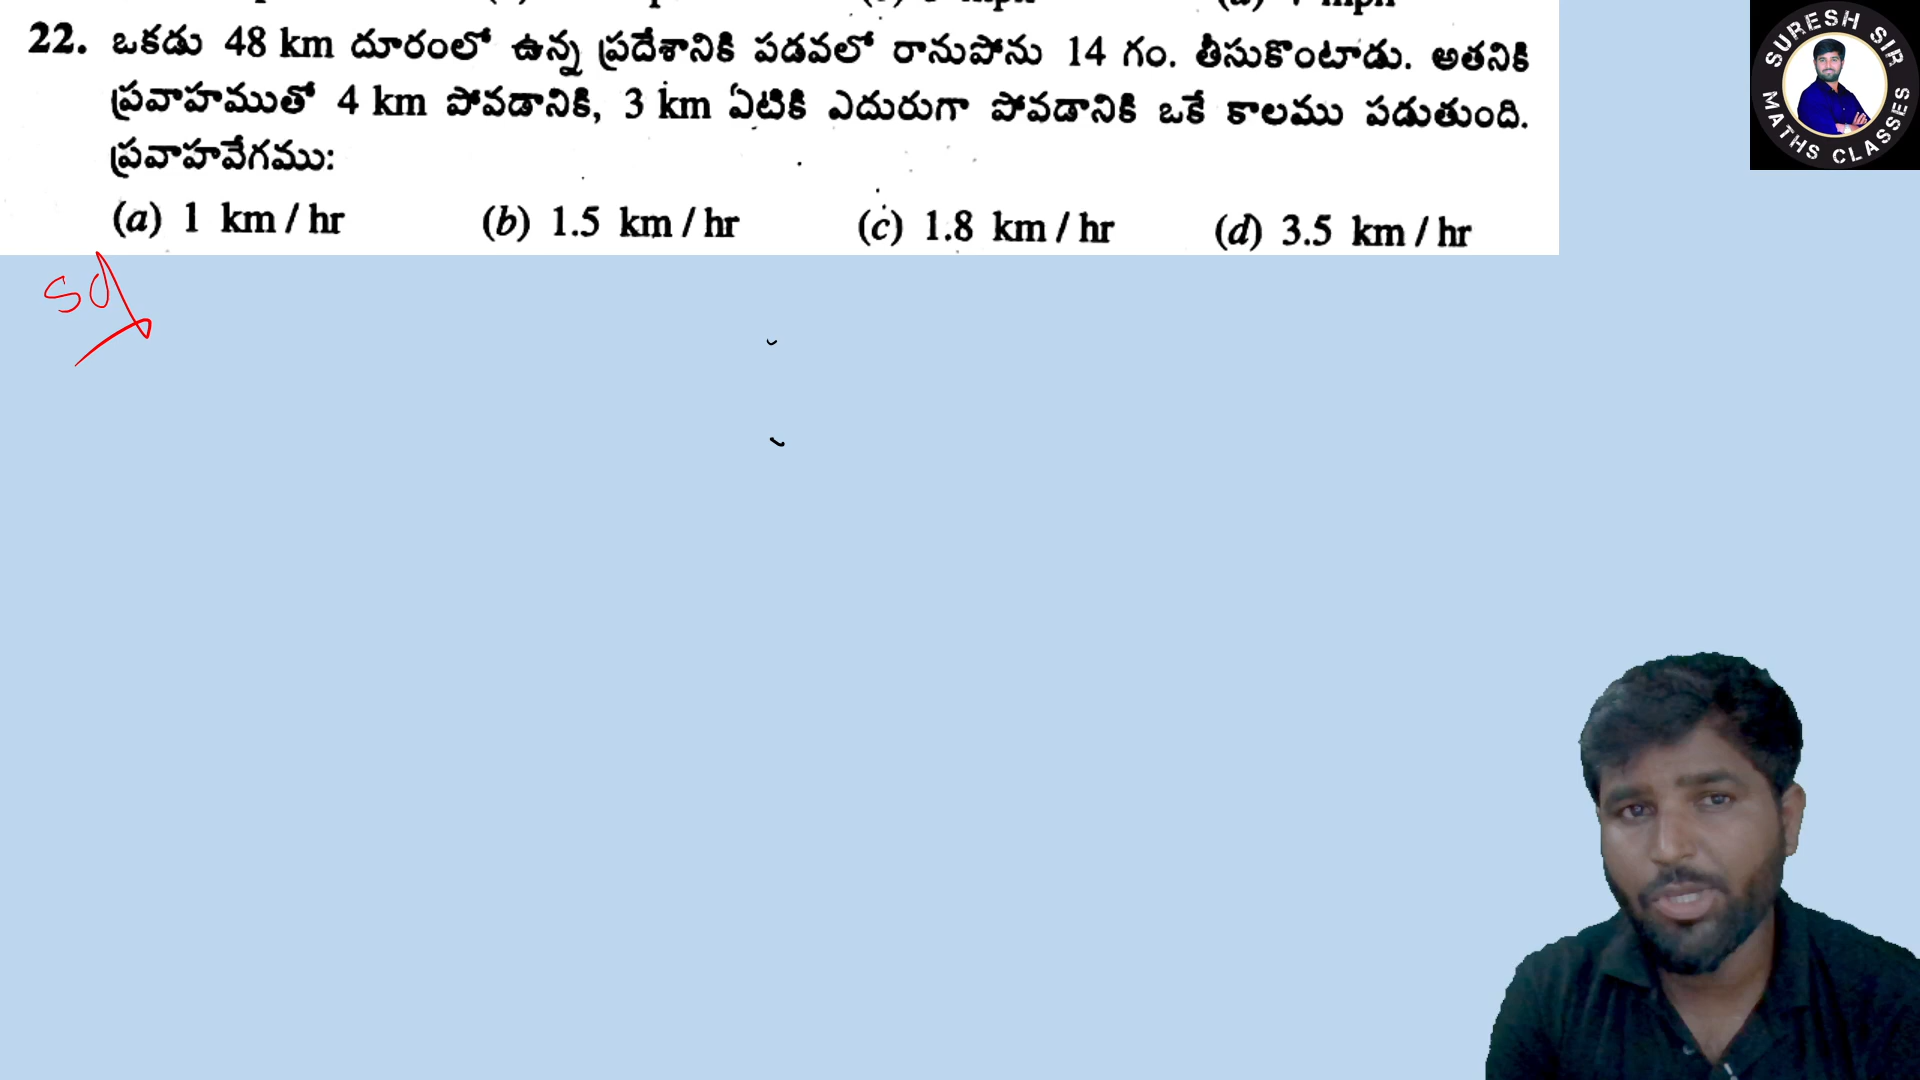 22. ఒకడు 48 km దూరంలో ఉన్న ప్రదేశానికి పడవలో రానుపోను 14 గం. తీసుకొంటాడు. అతనికి
ప్రవాహముతో 4 km పోవడానికి, 3 km ఏటికి ఎదురుగా పోవడానికి ఒకే కాలము పడుతుంది.
ప్రవాహవేగము:
(a) 1 km / hr (b) 1.5 km / hr (c) 1.8 km / hr (d) 3.5 km / hr
SURESH SIR
MATHS CLASSES